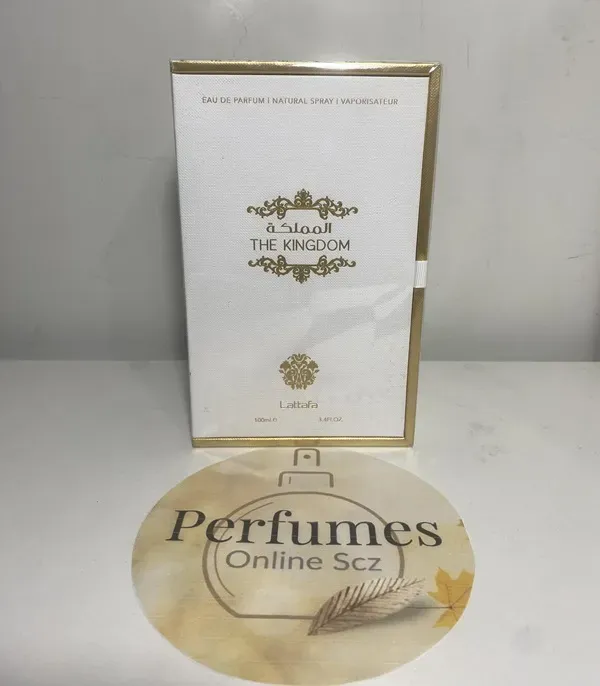 EAU DE PARFUM | NATURAL SPRAY | VAPORISATEUR
المملكة
THE KINGDOM
Lattafa
100ml.℮ 3.4Fl.OZ.
Perfumes
Online Scz